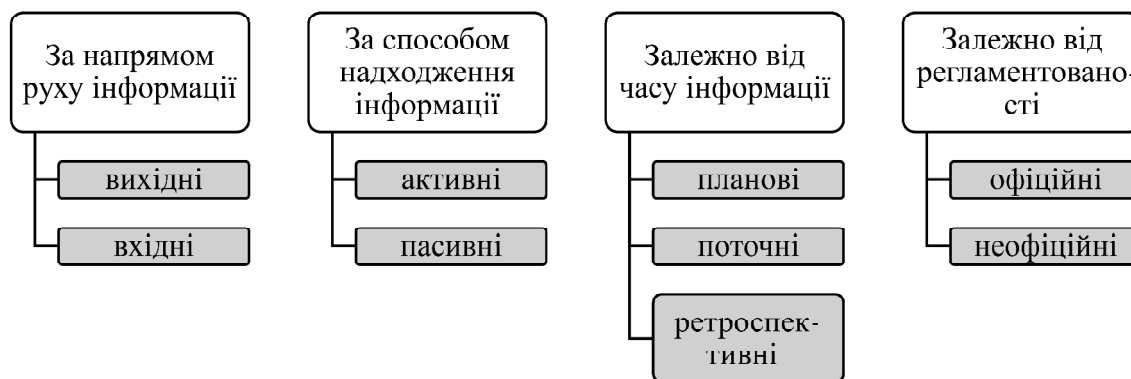 За напрямом
руху інформації
вихідні
вхідні
За способом
надходження
інформації
активні
пасивні
Залежно від
часу інформації
планові
поточні
ретроспек-
тивні
Залежно від
регламентовано-
сті
офіційні
неофіційні